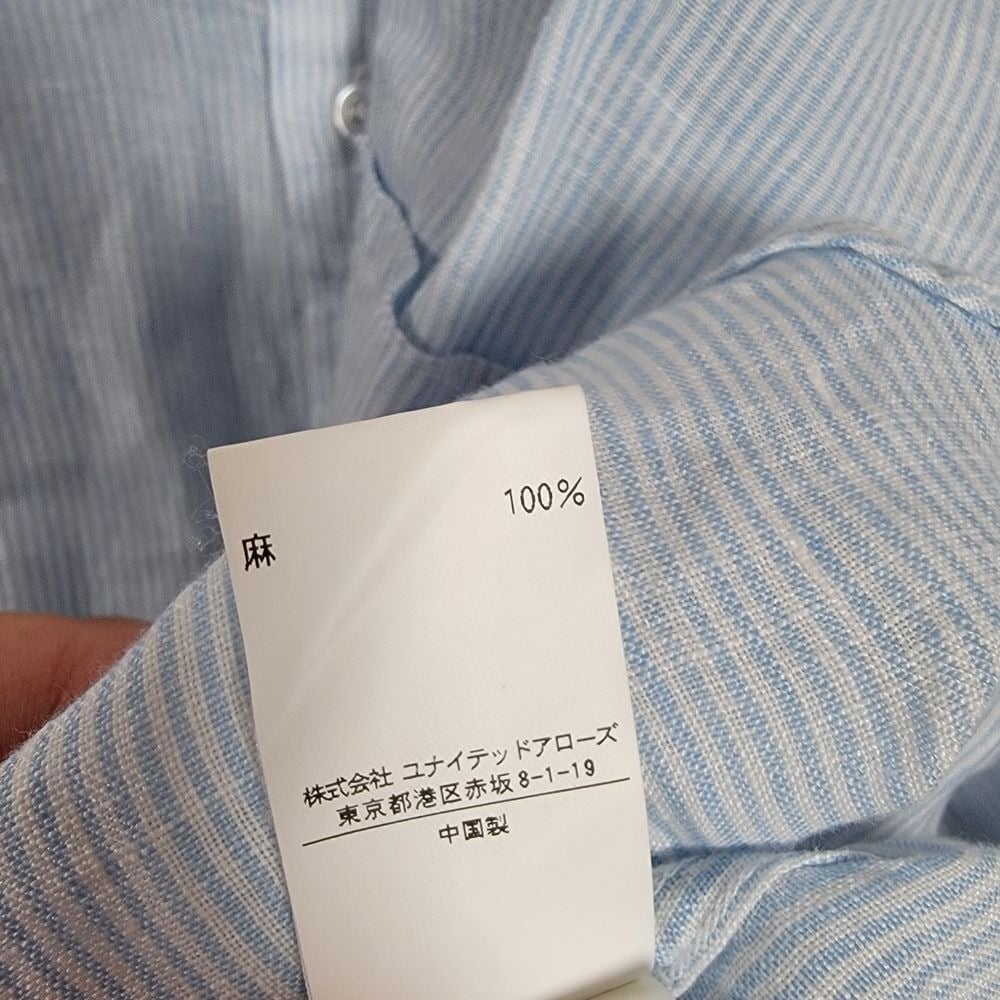 麻 100%
株式会社 ユナイテッドアローズ
東京都港区赤坂8-1-19
中国製